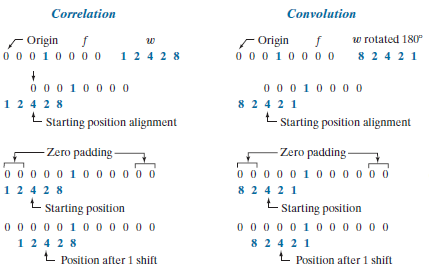 Correlation
Origin f w
0 0 0 1 0 0 0 0 1 2 4 2 8
0 0 0 1 0 0 0 0
1 2 4 2 8
Starting position alignment
Zero padding
0 0 0 0 0 1 0 0 0 0 0 0
1 2 4 2 8
Starting position
0 0 0 0 0 1 0 0 0 0 0 0
1 2 4 2 8
Position after 1 shift
Convolution
Origin f w rotated 180°
0 0 0 1 0 0 0 0 8 2 4 2 1
0 0 0 1 0 0 0 0
8 2 4 2 1
Starting position alignment
Zero padding
0 0 0 0 0 1 0 0 0 0 0 0
8 2 4 2 1
Starting position
0 0 0 0 0 1 0 0 0 0 0 0
8 2 4 2 1
Position after 1 shift